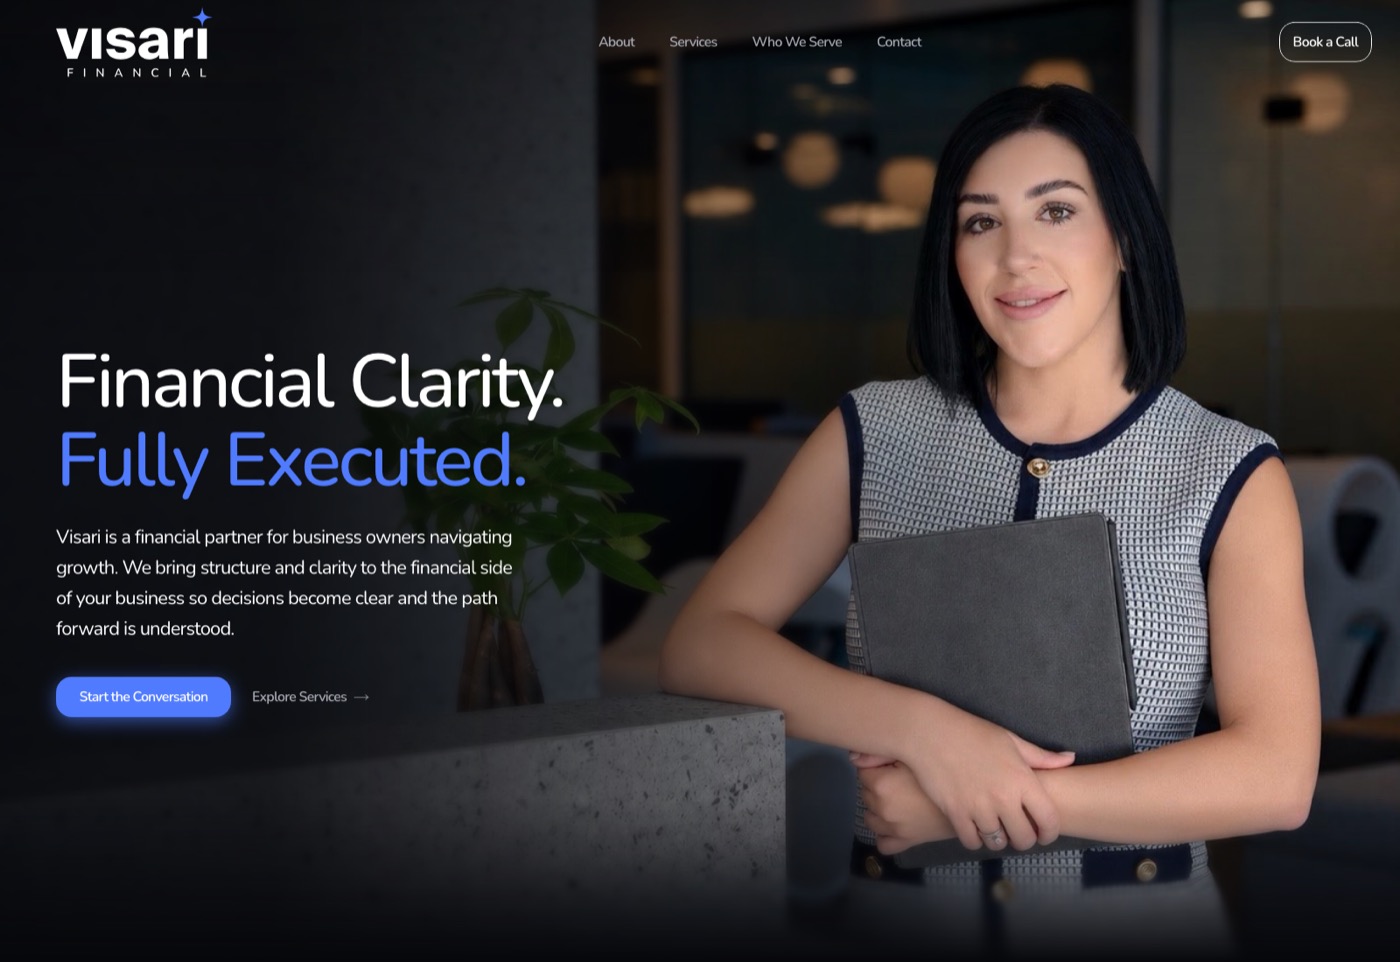 visari
FINANCIAL
About
Services
Who We Serve
Contact
Book a Call
Financial Clarity.
Fully Executed.
Visari is a financial partner for business owners navigating
growth. We bring structure and clarity to the financial side
of your business so decisions become clear and the path
forward is understood.
Start the Conversation
Explore Services →